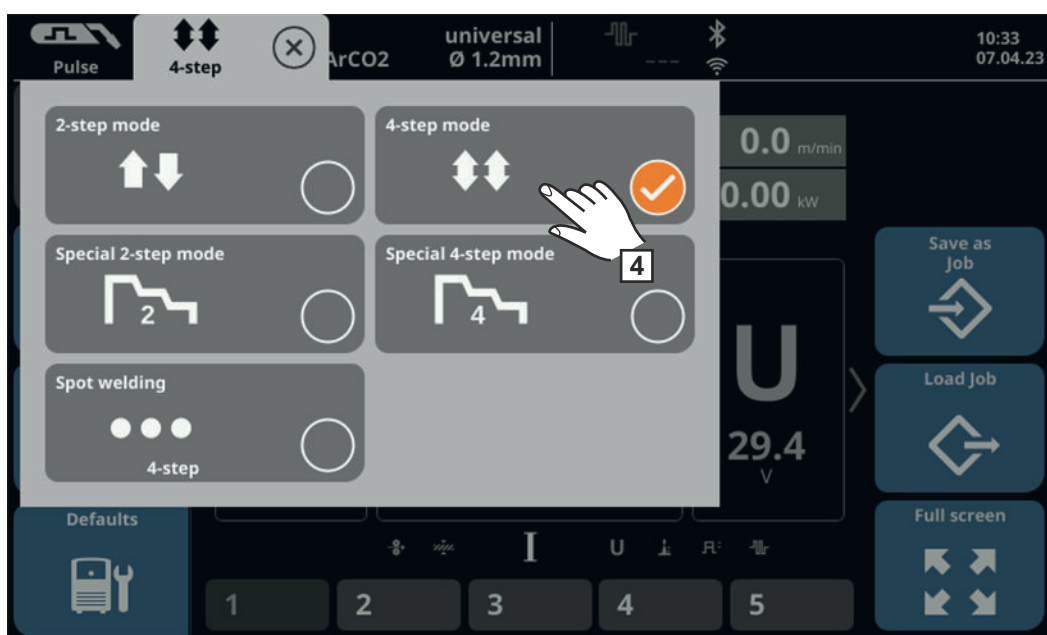 Pulse
4-step
ArCO2
universal
Ø 1.2mm
---
10:33
07.04.23
2-step mode
4-step mode
0.0 m/min
0.00 kW
Special 2-step mode
2
Special 4-step mode
4
4
Save as
Job
Spot welding
4-step
U
29.4
V
Load Job
Defaults
Full screen
I U
1 2 3 4 5